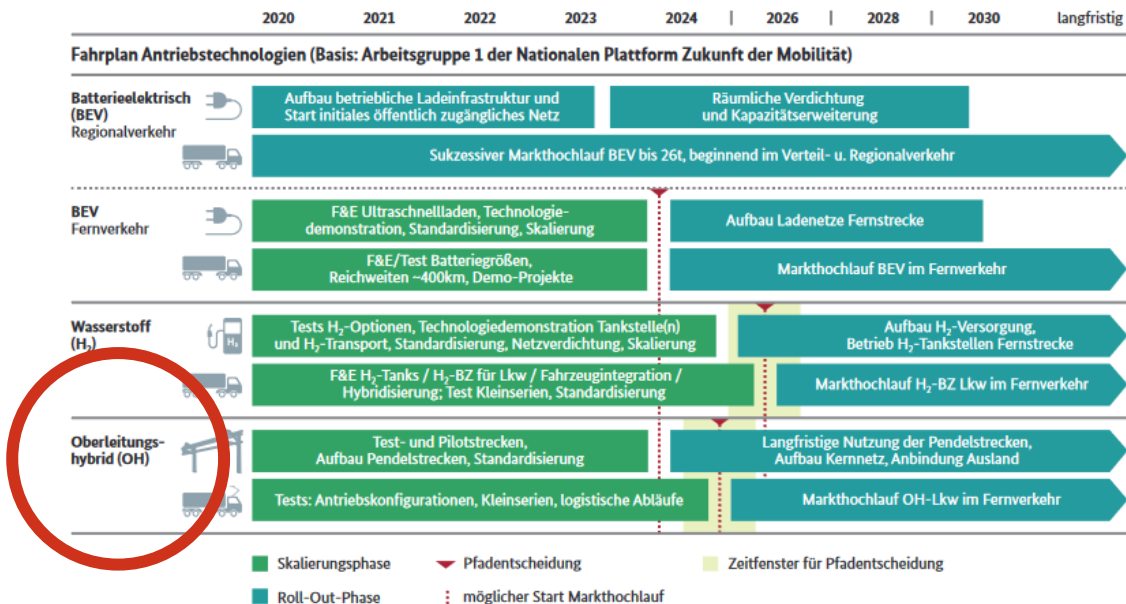 2020 2021 2022 2023 2024 2026 2028 2030 langfristig
Fahrplan Antriebstechnologien (Basis: Arbeitsgruppe 1 der Nationalen Plattform Zukunft der Mobilität)
Batterieelektrisch
(BEV)
Regionalverkehr
Aufbau betriebliche Ladeinfrastruktur und
Start initiales öffentlich zugängliches Netz
Räumliche Verdichtung
und Kapazitätserweiterung
Sukzessiver Markthochlauf BEV bis 26t, beginnend im Verteil- u. Regionalverkehr
BEV
Fernverkehr
F&E Ultraschnellladen, Technologie-
demonstration, Standardisierung, Skalierung
Aufbau Ladenetze Fernstrecke
F&E/Test Batteriegrößen,
Reichweiten ~400km, Demo-Projekte
Markthochlauf BEV im Fernverkehr
Wasserstoff
(H₂)
H₂
Tests H₂-Optionen, Technologiedemonstration Tankstelle(n)
und H₂-Transport, Standardisierung, Netzverdichtung, Skalierung
Aufbau H₂-Versorgung,
Betrieb H₂-Tankstellen Fernstrecke
F&E H₂-Tanks / H₂-BZ für Lkw / Fahrzeugintegration /
Hybridisierung; Test Kleinserien, Standardisierung
Markthochlauf H₂-BZ Lkw im Fernverkehr
Oberleitungs-
hybrid (OH)
Test- und Pilotstrecken,
Aufbau Pendelstrecken, Standardisierung
Langfristige Nutzung der Pendelstrecken,
Aufbau Kernnetz, Anbindung Ausland
Tests: Antriebskonfigurationen, Kleinserien, logistische Abläufe
Markthochlauf OH-Lkw im Fernverkehr
Skalierungsphase
Pfadentscheidung
Zeitfenster für Pfadentscheidung
Roll-Out-Phase
möglicher Start Markthochlauf